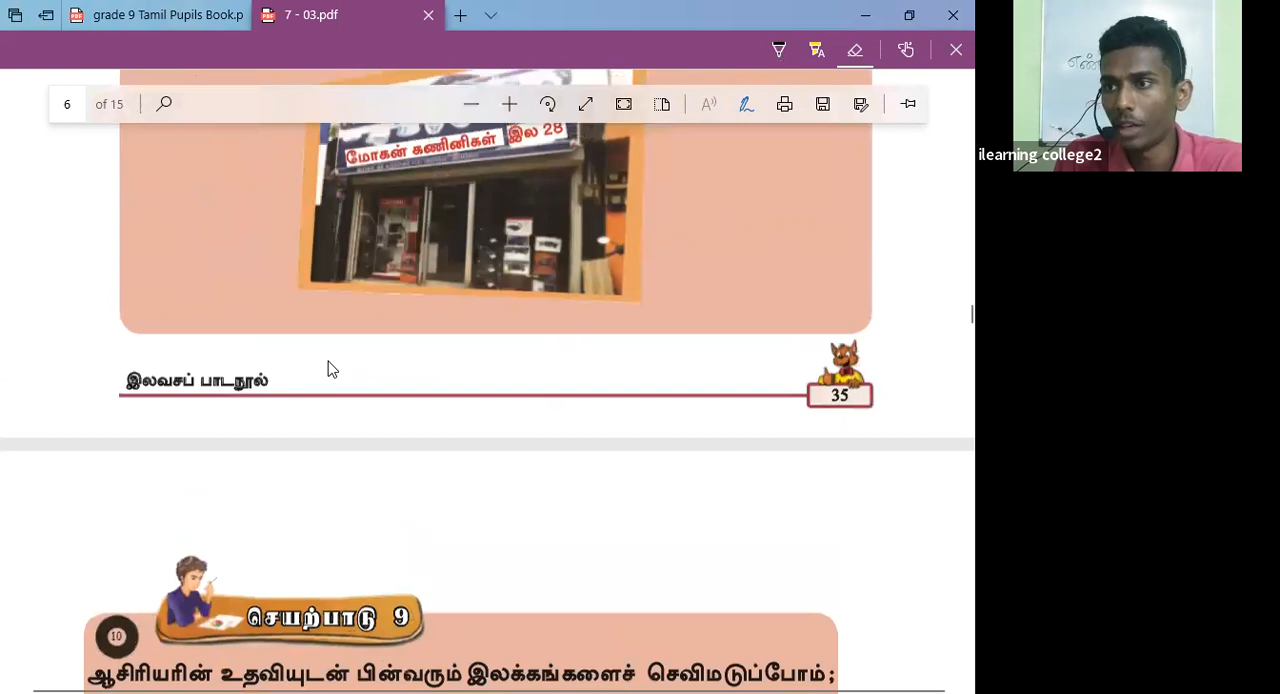 grade 9 Tamil Pupils Book.p
7 - 03.pdf
6 of 15
மோகன் கணினிகள் இல 28
இலவசப் பாடநூல்
35
செயற்பாடு 9
10
ஆசிரியரின் உதவியுடன் பின்வரும் இலக்கங்களைச் செவிமடுப்போம்;
ilearning college2